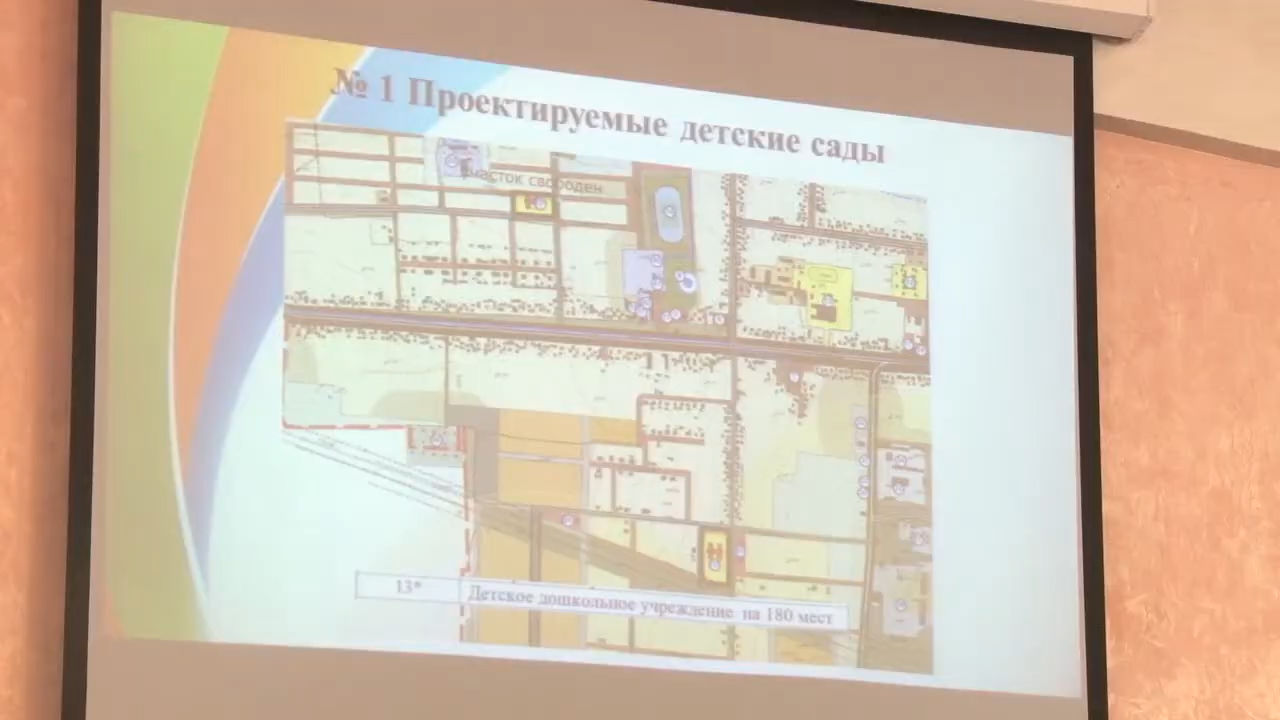 № 1 Проектируемые детские сады
участок свободен
13*
Детское дошкольное учреждение на 180 мест